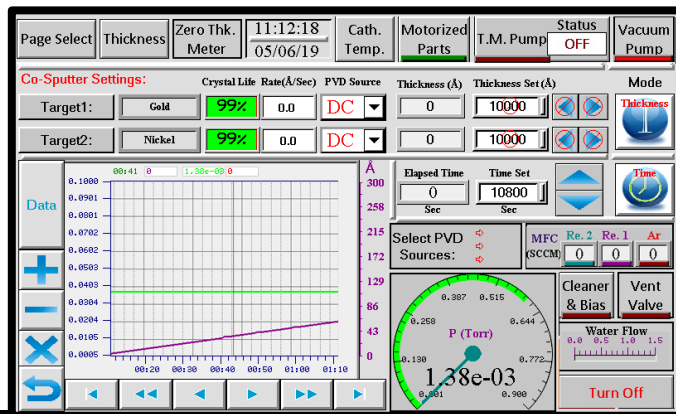 Page Select
Thickness
Zero Thk.
Meter
11:12:18
05/06/19
Cath.
Temp.
Motorized
Parts
T.M. Pump
Status
OFF
Vacuum
Pump
Co-Sputter Settings:
Crystal Life Rate(Å/Sec) PVD Source Thickness (Å) Thickness Set (Å)
Mode
Target1: Gold 99% 0.0 DC 0 10000
Thickness
Target2: Nickel 99% 0.0 DC 0 10000
Data
00:41 0 1.38e-08 0
Å
0.1000
0.0901
0.0801
0.0702
0.0602
0.0503
0.0403
0.0304
0.0204
0.0105
0.0005
300
258
215
172
129
86
43
0
00:20 00:30 00:40 00:50 01:00 01:10
Elapsed Time
0
Sec
Time Set
10800
Sec
Time
Select PVD
Sources:
MFC
(SCCM)
Re. 2 Re. 1 Ar
0 0 0
0.387 0.515
0.258 0.644
P (Torr)
0.130 0.772
1.38e-03
0.900
Cleaner
& Bias
Vent
Valve
Water Flow
0.0 0.5 1.0 1.5
Turn Off